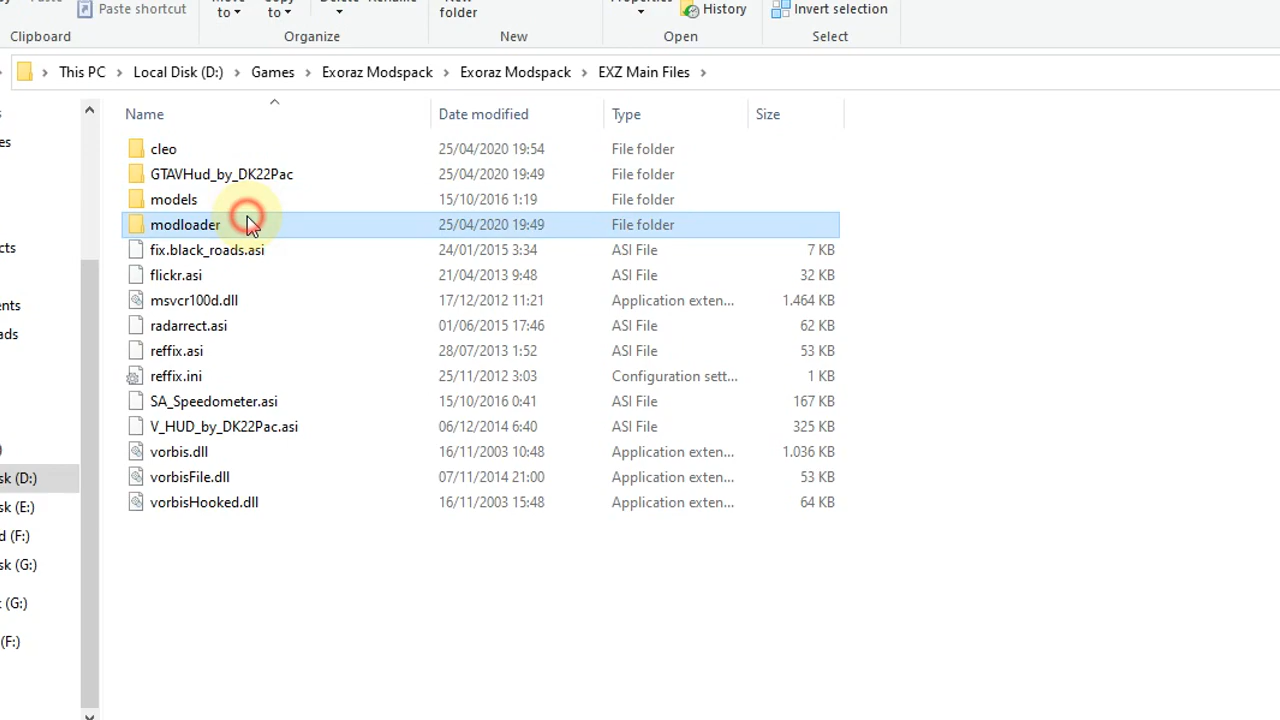 Paste shortcut
to
to
folder
History
Invert selection
Clipboard
Organize
New
Open
Select
This PC
Local Disk (D:)
Games
Exoraz Modspack
Exoraz Modspack
EXZ Main Files
Name
Date modified
Type
Size
cleo 25/04/2020 19:54 File folder
GTAVHud_by_DK22Pac 25/04/2020 19:49 File folder
models 15/10/2016 1:19 File folder
modloader 25/04/2020 19:49 File folder
fix.black_roads.asi 24/01/2015 3:34 ASI File 7 KB
flickr.asi 21/04/2013 9:48 ASI File 32 KB
msvcr100d.dll 17/12/2012 11:21 Application exten... 1.464 KB
radarrect.asi 01/06/2015 17:46 ASI File 62 KB
reffix.asi 28/07/2013 1:52 ASI File 53 KB
reffix.ini 25/11/2012 3:03 Configuration sett... 1 KB
SA_Speedometer.asi 15/10/2016 0:41 ASI File 167 KB
V_HUD_by_DK22Pac.asi 06/12/2014 6:40 ASI File 325 KB
vorbis.dll 16/11/2003 10:48 Application exten... 1.036 KB
vorbisFile.dll 07/11/2014 21:00 Application exten... 53 KB
vorbisHooked.dll 16/11/2003 15:48 Application exten... 64 KB
sk (D:)
sk (E:)
d (F:)
sk (G:)
(G:)
(F:)